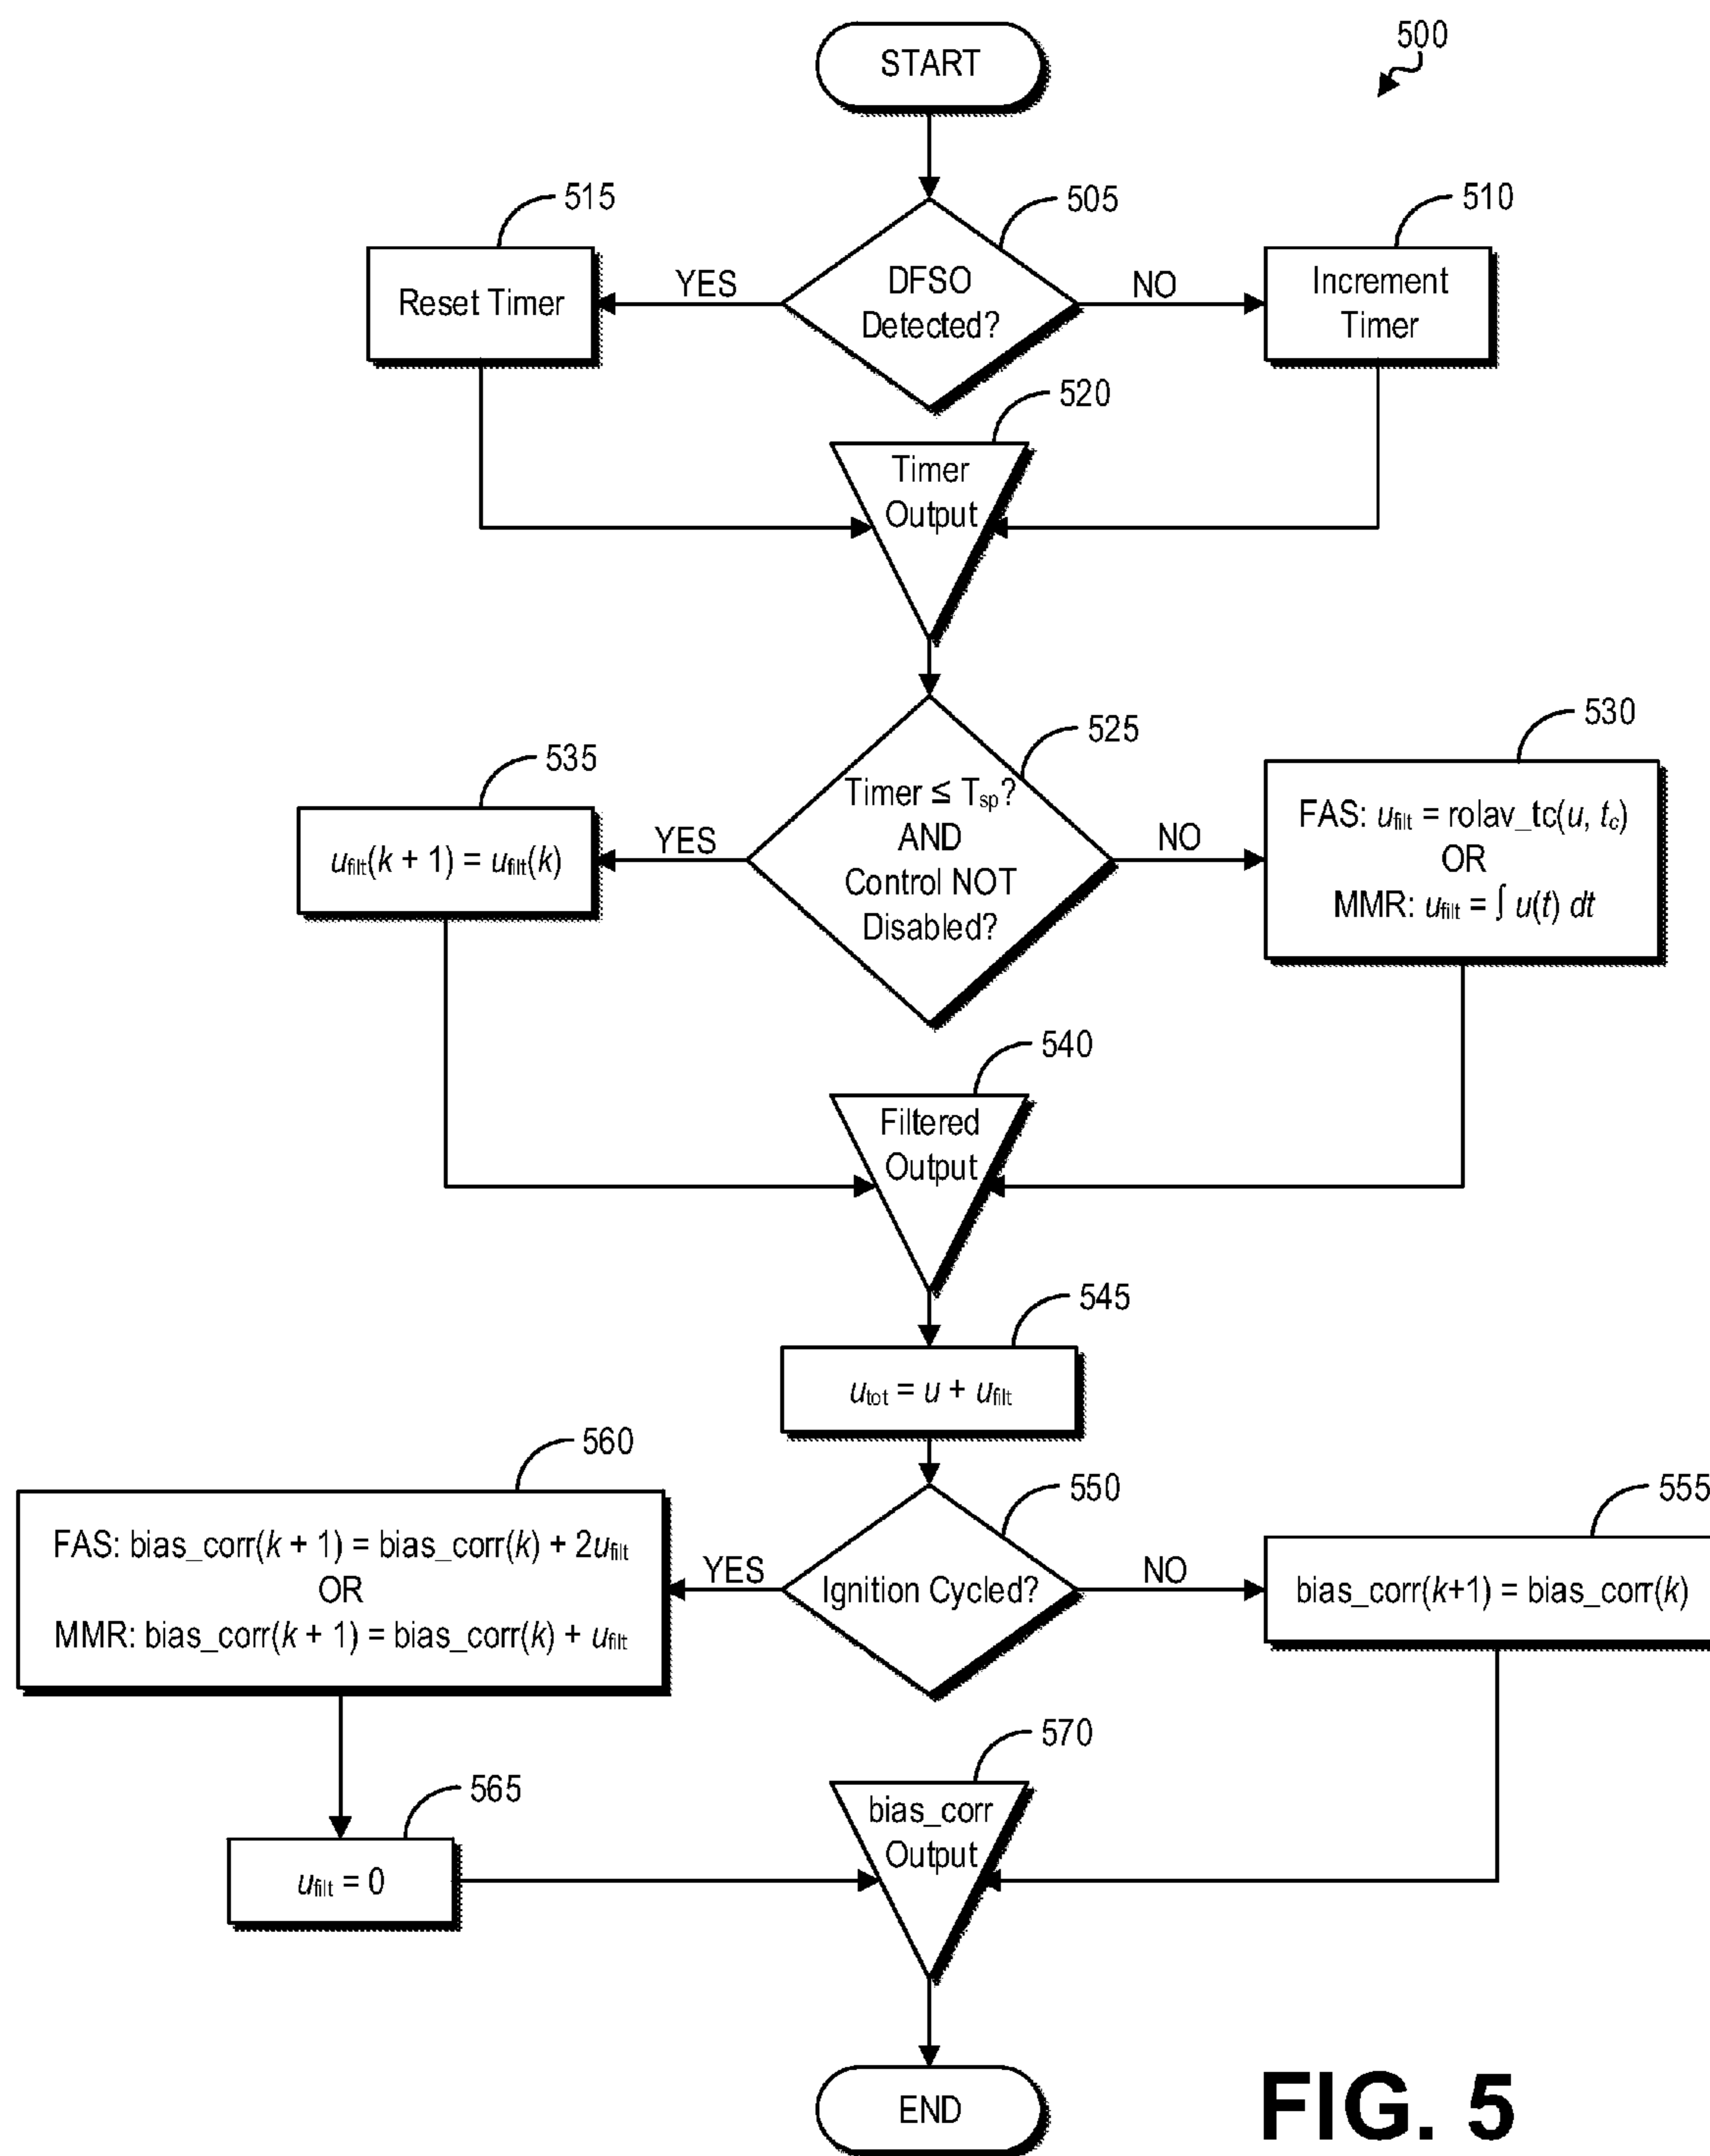 START
500
515
505
510
Reset Timer
YES
DFSO
Detected?
NO
Increment
Timer
520
Timer
Output
525
530
535
Timer ≤ Tsp?
AND
Control NOT
Disabled?
YES
NO
ufilt(k + 1) = ufilt(k)
FAS: ufilt = rolav_tc(u, tc)
OR
MMR: ufilt = ∫ u(t) dt
540
Filtered
Output
545
utot = u + ufilt
560
550
555
FAS: bias_corr(k + 1) = bias_corr(k) + 2ufilt
OR
MMR: bias_corr(k + 1) = bias_corr(k) + ufilt
YES
Ignition Cycled?
NO
bias_corr(k+1) = bias_corr(k)
570
565
bias_corr
Output
ufilt = 0
END
FIG. 5